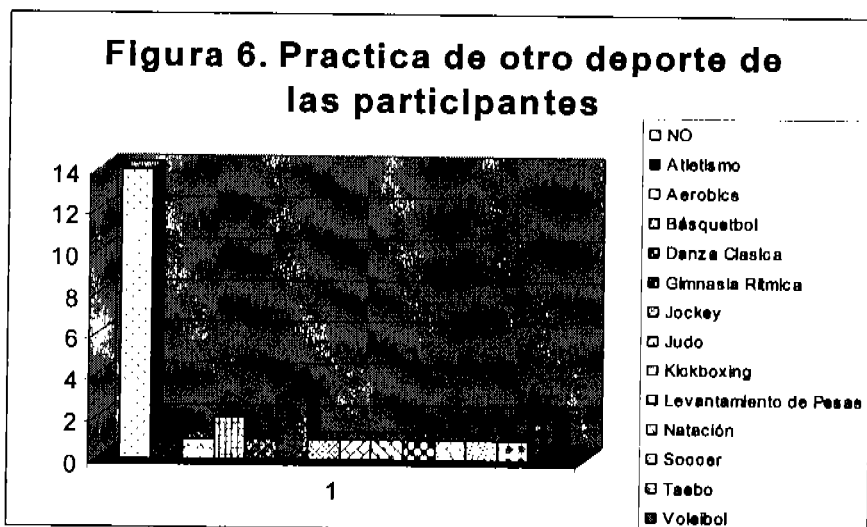 Figura 6. Practica de otro deporte de
las participantes
14
12
10
8
6
4
2
0
1
NO
Atletismo
Aerobics
Básquetbol
Danza Clasica
Gimnasia Ritmica
Jockey
Judo
Kickboxing
Levantamiento de Pesas
Natación
Soccer
Taebo
Voleibol